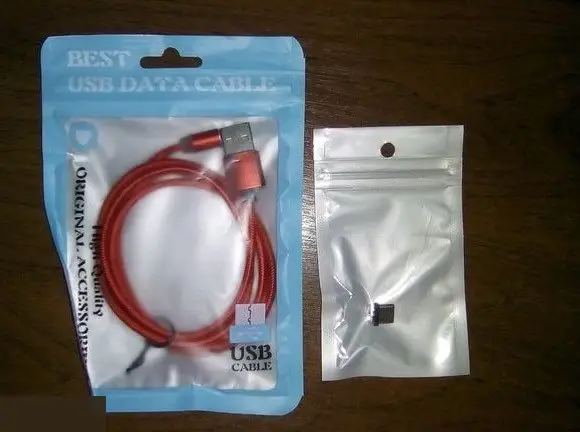 BEST
USB DATA CABLE
ORIGINAL ACCESSORIES
High Quality
USB
CABLE